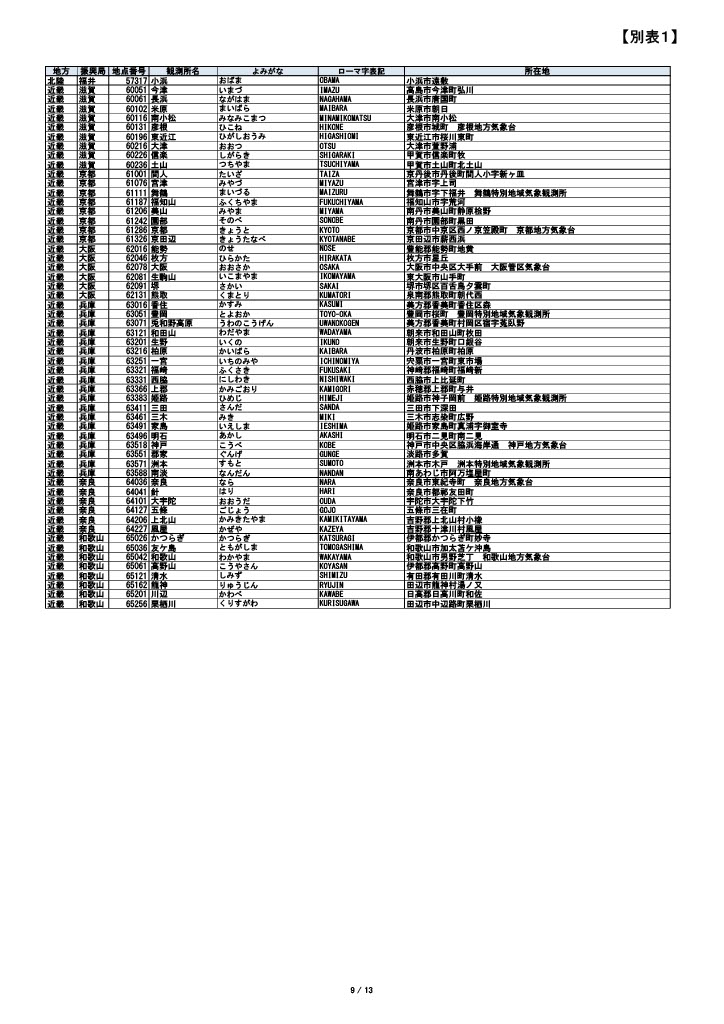 【別表1】
地方 振興局 地点番号 観測所名 よみがな ローマ字表記 所在地
北陸 福井 57317 小浜 おばま OBAMA 小浜市遠敷
近畿 滋賀 60051 今津 いまづ IMAZU 高島市今津町弘川
近畿 滋賀 60061 長浜 ながはま NAGAHAMA 長浜市唐国町
近畿 滋賀 60102 米原 まいばら MAIBARA 米原市朝日
近畿 滋賀 60116 南小松 みなみこまつ MINAMIKOMATSU 大津市南小松
近畿 滋賀 60131 彦根 ひこね HIKONE 彦根市城町 彦根地方気象台
近畿 滋賀 60196 東近江 ひがしおうみ HIGASHIOMI 東近江市桜川東町
近畿 滋賀 60216 大津 おおつ OTSU 大津市萱野浦
近畿 滋賀 60226 信楽 しがらき SHIGARAKI 甲賀市信楽町牧
近畿 滋賀 60236 土山 つちやま TSUCHIYAMA 甲賀市土山町北土山
近畿 京都 61001 間人 たいざ TAIZA 京丹後市丹後町間人小字新ヶ皿
近畿 京都 61076 宮津 みやづ MIYAZU 宮津市字上司
近畿 京都 61111 舞鶴 まいづる MAIZURU 舞鶴市字下福井 舞鶴特別地域気象観測所
近畿 京都 61187 福知山 ふくちやま FUKUCHIYAMA 福知山市字荒河
近畿 京都 61206 美山 みやま MIYAMA 南丹市美山町静原桧野
近畿 京都 61242 園部 そのべ SONOBE 南丹市園部町黒田
近畿 京都 61286 京都 きょうと KYOTO 京都市中京区西ノ京笠殿町 京都地方気象台
近畿 京都 61326 京田辺 きょうたなべ KYOTANABE 京田辺市薪西浜
近畿 大阪 62016 能勢 のせ NOSE 豊能郡能勢町地黄
近畿 大阪 62046 枚方 ひらかた HIRAKATA 枚方市星丘
近畿 大阪 62078 大阪 おおさか OSAKA 大阪市中央区大手前 大阪管区気象台
近畿 大阪 62081 生駒山 いこまやま IKOMAYAMA 東大阪市山手町
近畿 大阪 62091 堺 さかい SAKAI 堺市堺区百舌鳥夕雲町
近畿 大阪 62131 熊取 くまとり KUMATORI 泉南郡熊取町朝代西
近畿 兵庫 63016 香住 かすみ KASUMI 美方郡香美町香住区森
近畿 兵庫 63051 豊岡 とよおか TOYO-OKA 豊岡市桜町 豊岡特別地域気象観測所
近畿 兵庫 63071 兎和野高原 うわのこうげん UWANOKOGEN 美方郡香美町村岡区宿字菟臥野
近畿 兵庫 63121 和田山 わだやま WADAYAMA 朝来市和田山町枚田
近畿 兵庫 63201 生野 いくの IKUNO 朝来市生野町口銀谷
近畿 兵庫 63216 柏原 かいばら KAIBARA 丹波市柏原町柏原
近畿 兵庫 63251 一宮 いちのみや ICHINOMIYA 宍粟市一宮町東市場
近畿 兵庫 63321 福崎 ふくさき FUKUSAKI 神崎郡福崎町福崎新
近畿 兵庫 63331 西脇 にしわき NISHIWAKI 西脇市上比延町
近畿 兵庫 63366 上郡 かみごおり KAMIGORI 赤穂郡上郡町与井
近畿 兵庫 63383 姫路 ひめじ HIMEJI 姫路市神子岡前 姫路特別地域気象観測所
近畿 兵庫 63411 三田 さんだ SANDA 三田市下深田
近畿 兵庫 63461 三木 みき MIKI 三木市志染町広野
近畿 兵庫 63491 家島 いえしま IESHIMA 姫路市家島町真浦字御室寺
近畿 兵庫 63496 明石 あかし AKASHI 明石市二見町南二見
近畿 兵庫 63518 神戸 こうべ KOBE 神戸市中央区脇浜海岸通 神戸地方気象台
近畿 兵庫 63551 郡家 ぐんげ GUNGE 淡路市多賀
近畿 兵庫 63571 洲本 すもと SUMOTO 洲本市木戸 洲本特別地域気象観測所
近畿 兵庫 63588 南淡 なんだん NANDAN 南あわじ市阿万塩屋町
近畿 奈良 64036 奈良 なら NARA 奈良市東紀寺町 奈良地方気象台
近畿 奈良 64041 針 はり HARI 奈良市都祁友田町
近畿 奈良 64101 大宇陀 おおうだ OUDA 宇陀市大宇陀下竹
近畿 奈良 64127 五條 ごじょう GOJO 五條市三在町
近畿 奈良 64206 上北山 かみきたやま KAMIKITAYAMA 吉野郡上北山村小橡
近畿 奈良 64227 風屋 かぜや KAZEYA 吉野郡十津川村風屋
近畿 和歌山 65026 かつらぎ かつらぎ KATSURAGI 伊都郡かつらぎ町妙寺
近畿 和歌山 65036 友ケ島 ともがしま TOMOGASHIMA 和歌山市加太苫ケ沖島
近畿 和歌山 65042 和歌山 わかやま WAKAYAMA 和歌山市男野芝丁 和歌山地方気象台
近畿 和歌山 65061 高野山 こうやさん KOYASAN 伊都郡高野町高野山
近畿 和歌山 65121 清水 しみず SHIMIZU 有田郡有田川町清水
近畿 和歌山 65162 龍神 りゅうじん RYUJIN 田辺市龍神村湯ノ又
近畿 和歌山 65201 川辺 かわべ KAWABE 日高郡日高川町和佐
近畿 和歌山 65256 栗栖川 くりすがわ KURISUGAWA 田辺市中辺路町栗栖川
9 / 13